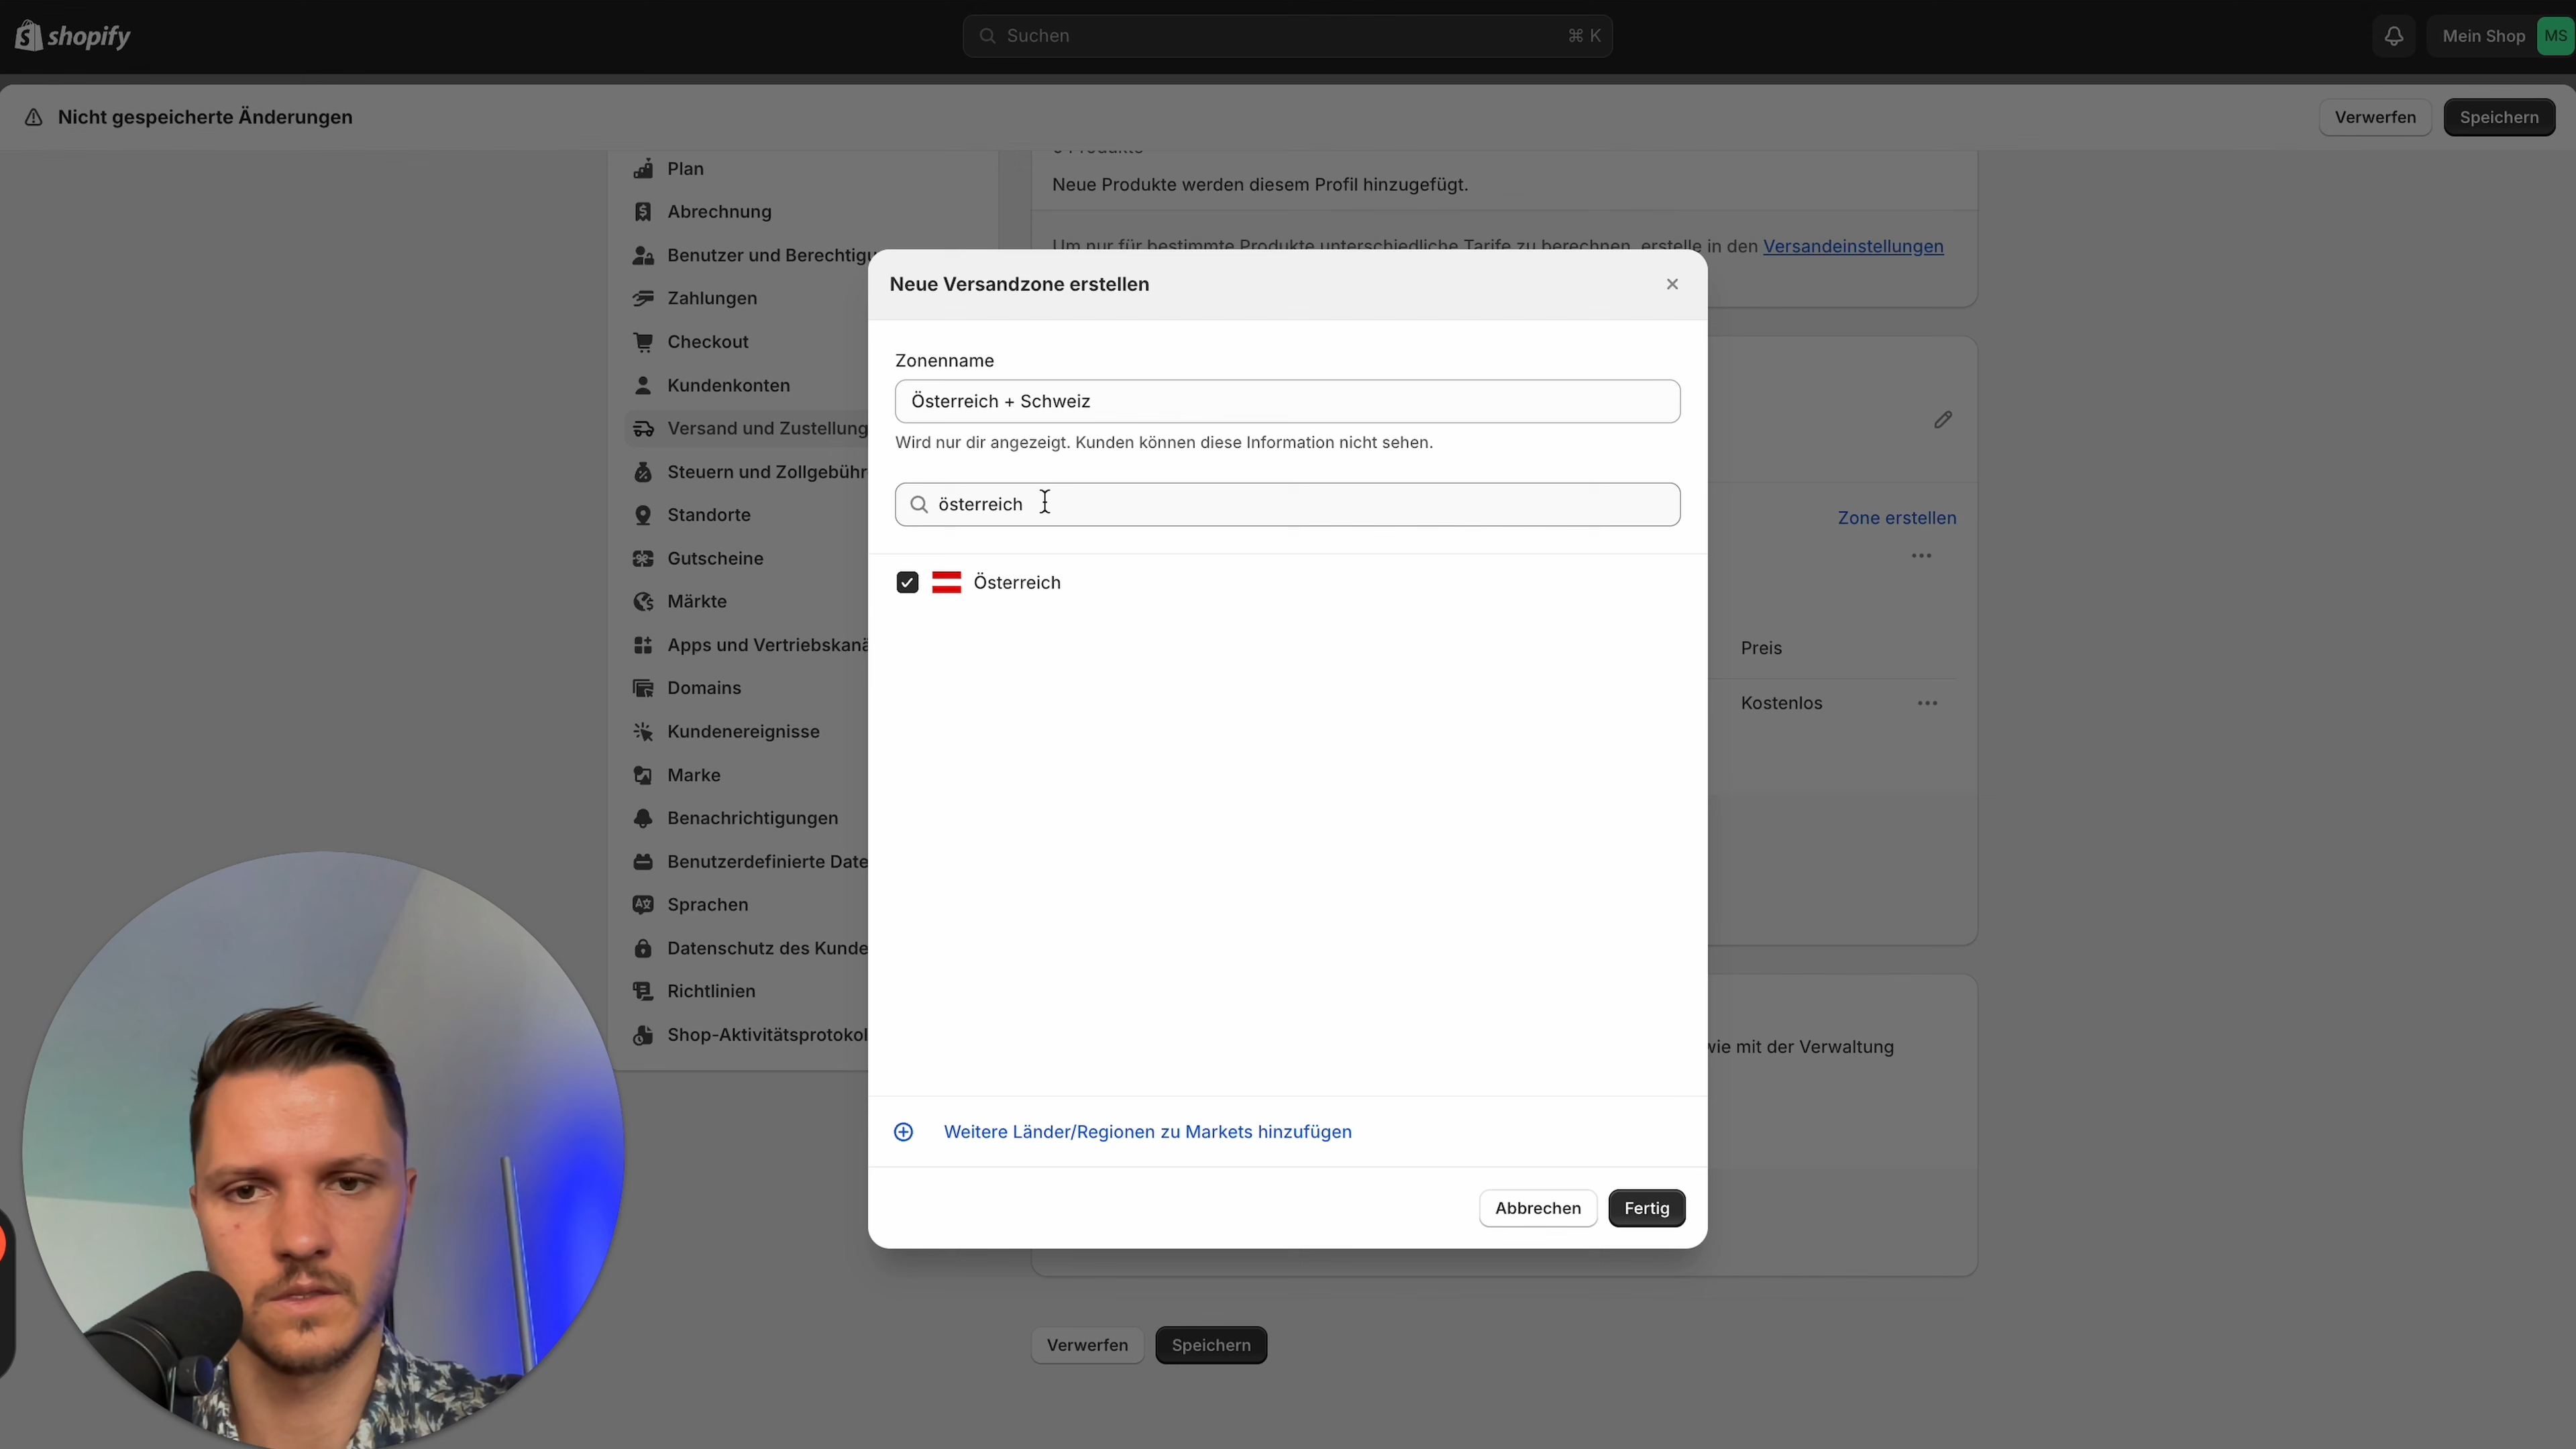 shopify
Suchen
⌘ K
Mein Shop
MS
Nicht gespeicherte Änderungen
Verwerfen
Speichern
Plan
Abrechnung
Benutzer und Berechtigu
Zahlungen
Checkout
Kundenkonten
Versand und Zustellung
Steuern und Zollgebühr
Standorte
Gutscheine
Märkte
Apps und Vertriebskanä
Domains
Kundenereignisse
Marke
Benachrichtigungen
Benutzerdefinierte Date
Sprachen
Datenschutz des Kunde
Richtlinien
Shop-Aktivitätsprotokol
Neue Produkte werden diesem Profil hinzugefügt.
Um nur für bestimmte Produkte unterschiedliche Tarife zu berechnen, erstelle in den Versandeinstellungen
Neue Versandzone erstellen
Zonenname
Österreich + Schweiz
Wird nur dir angezeigt. Kunden können diese Information nicht sehen.
österreich
Österreich
Weitere Länder/Regionen zu Markets hinzufügen
Abbrechen
Fertig
Zone erstellen
Preis
Kostenlos
wie mit der Verwaltung
Verwerfen
Speichern